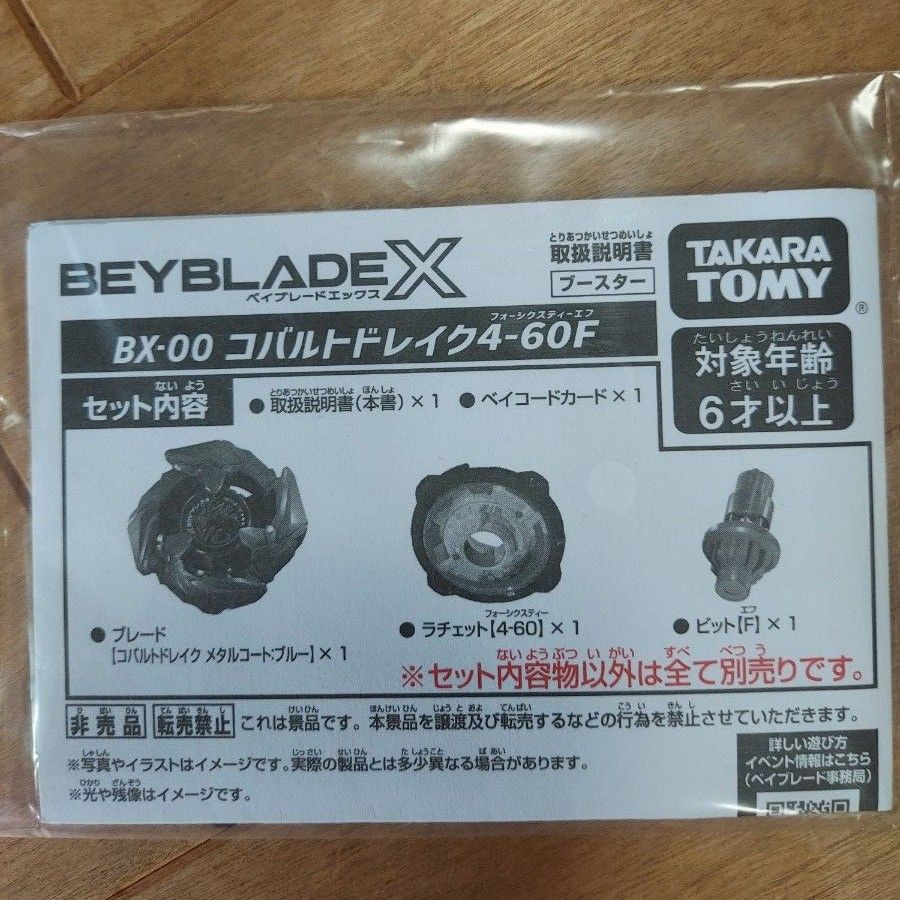 BEYBLADE X
ベイブレードエックス
とりあつかいせつめいしょ
取扱説明書
ブースター
TAKARA
TOMY
®
フォーシックスティーエフ
BX-00 コバルトドレイク4-60F
たいしょうねんれい
対象年齢
さい い じょう
6才以上
ない よう
セット内容
とりあつかいせつめいしょ ほんしょ
●取扱説明書(本書)×1 ●ベイコードカード×1
●ブレード
【コバルトドレイク メタルコート:ブルー】×1
フォーシックスティー
●ラチェット【4-60】×1
エフ
●ビット【F】×1
ない よう ぶつ い がい すべ べつ う
※セット内容物以外は全て別売りです。
ひ ばい ひん
非売品
てん ばい きん し
転売禁止
けいひん ほんけいひん じょう と およ てんばい こう い きん し
これは景品です。本景品を譲渡及び転売するなどの行為を禁止させていただきます。
しゃしん じっさい せいひん た しょうこと ば あい
※写真やイラストはイメージです。実際の製品とは多少異なる場合があります。
ひかり ざんぞう
※光や残像はイメージです。
詳しい遊び方
イベント情報はこちら
(ベイブレード事務局)